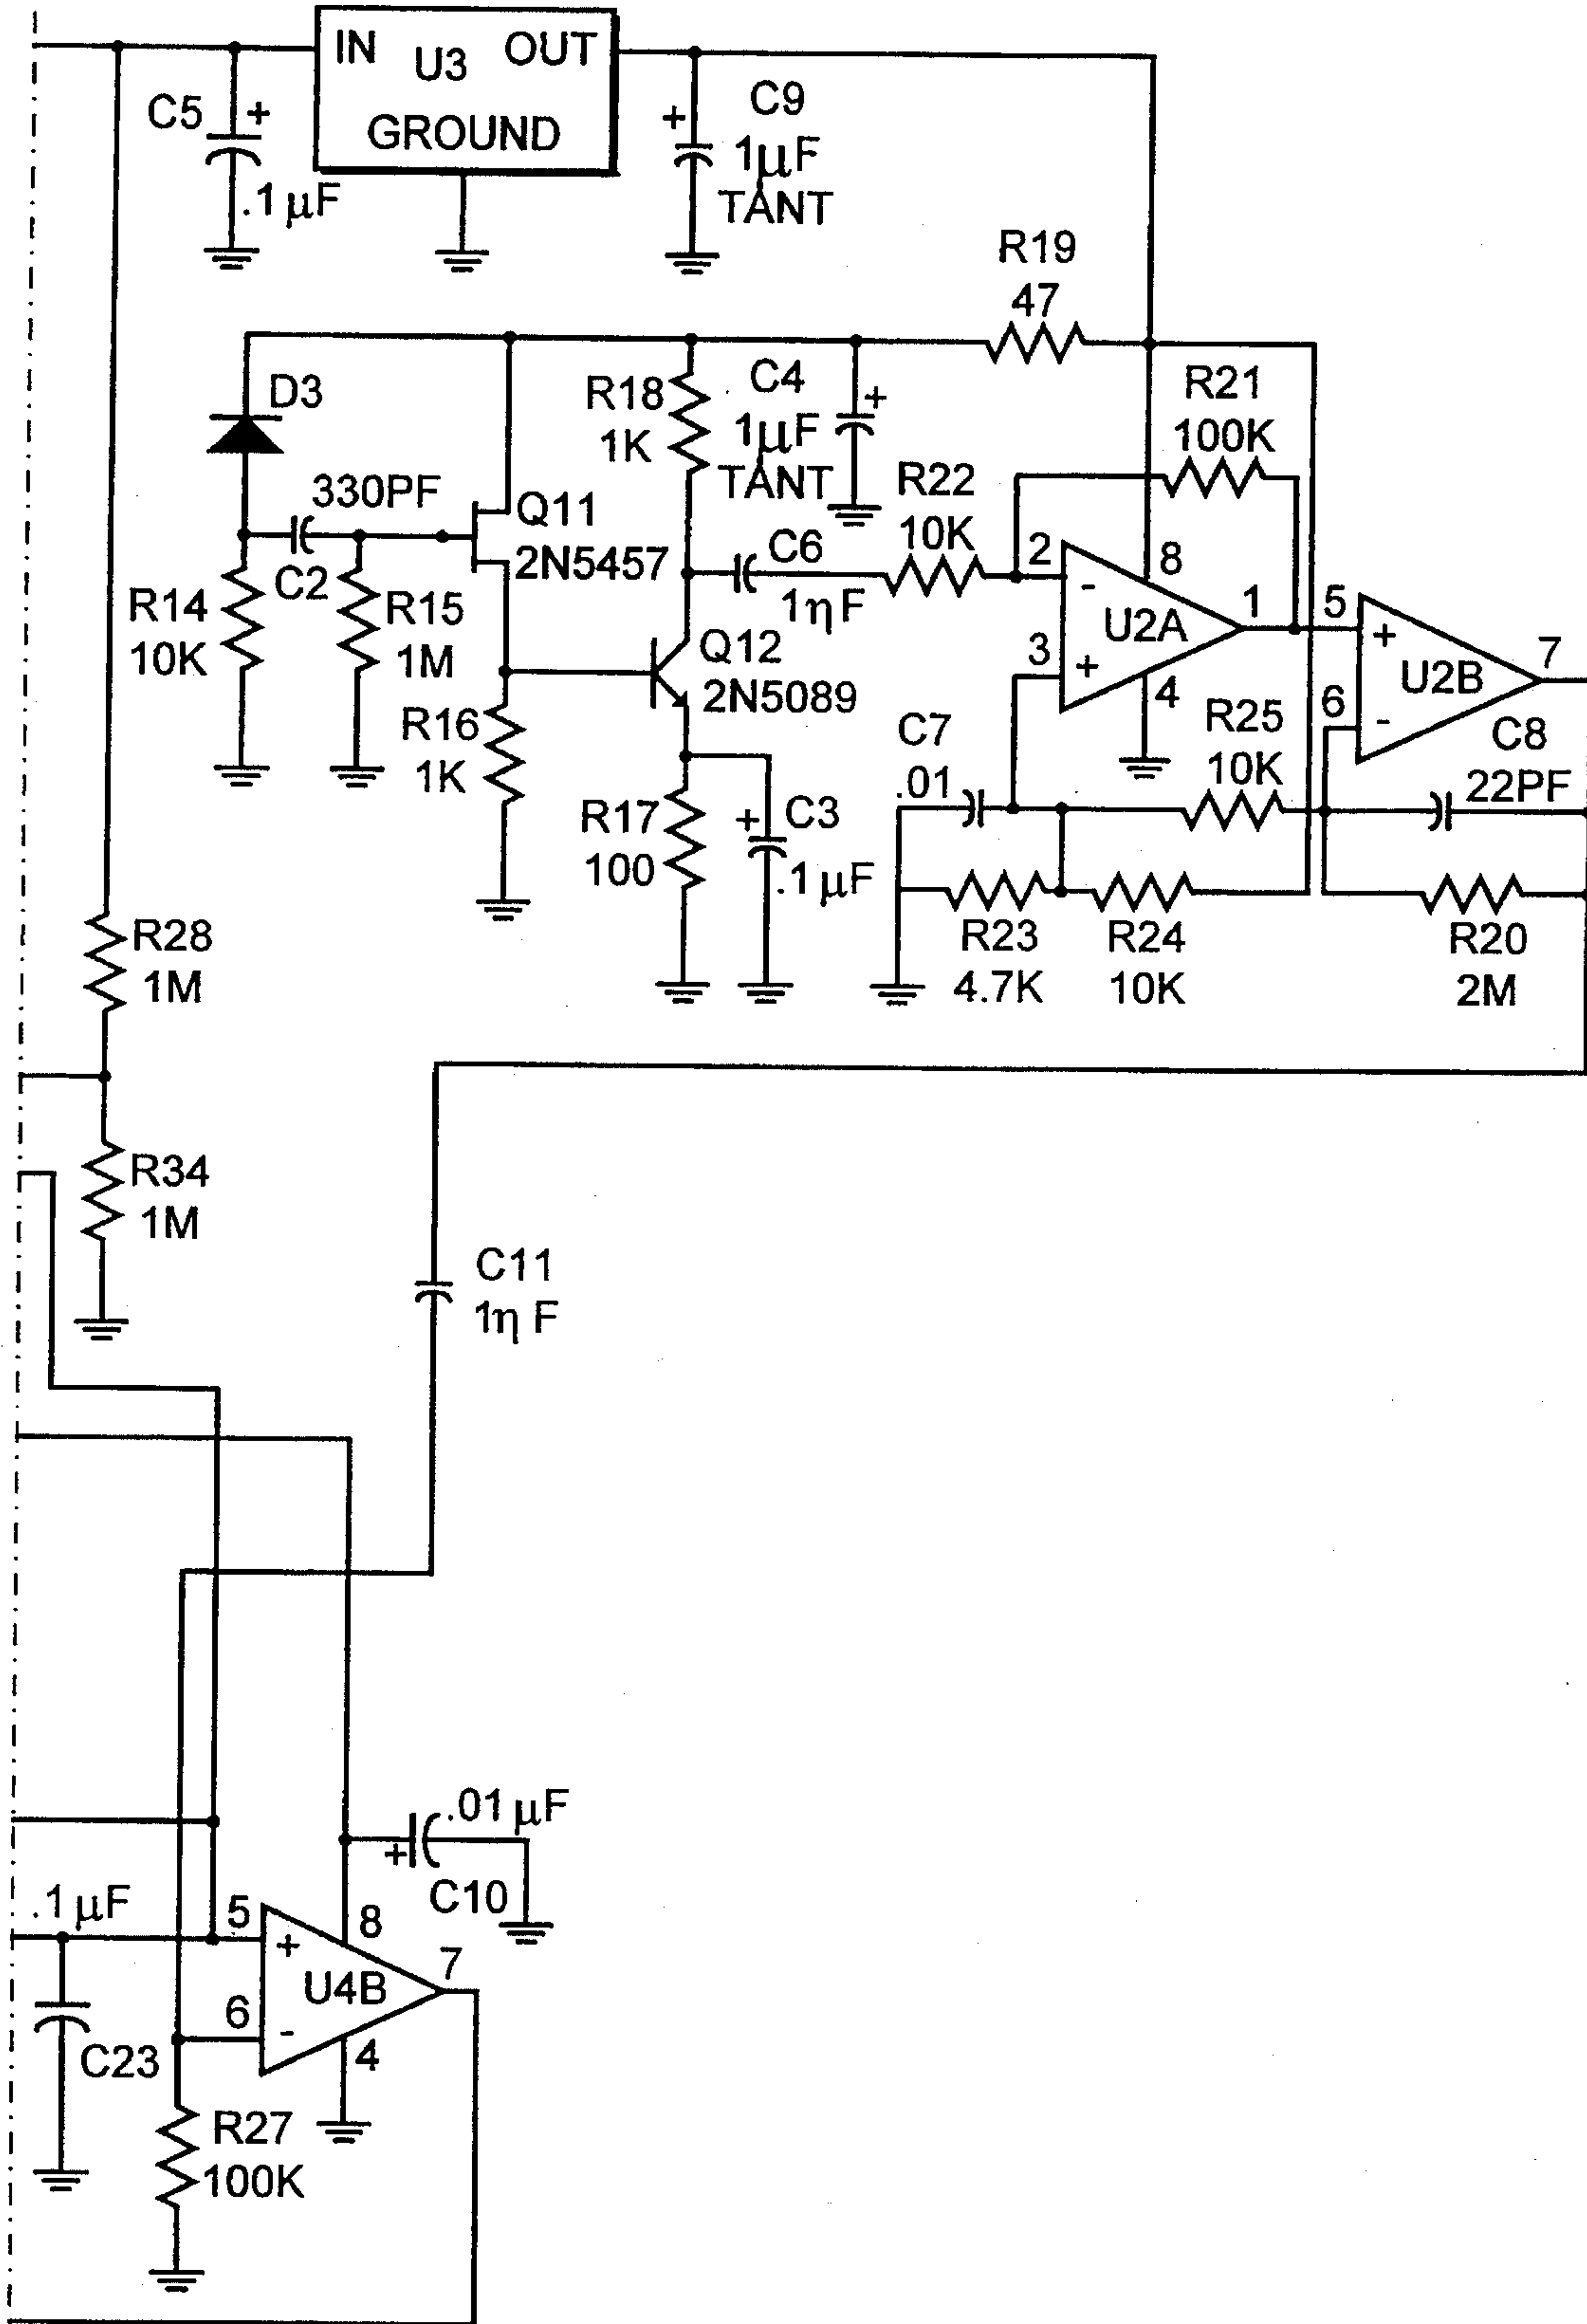 IN U3 OUT
GROUND
C5 +
.1µF
+ C9
1µF
TANT
R19
47
D3
R18
1K
C4 +
1µF
TANT
R21
100K
330PF
C2
Q11
2N5457
R22
10K
C6
1ηF
R14
10K
R15
1M
2 -
8
U2A
1
3 +
4
5 +
U2B
7
6 -
Q12
2N5089
R16
1K
C7
.01
R25
10K
C8
22PF
R17
100
+ C3
.1µF
R23
4.7K
R24
10K
R20
2M
R28
1M
R34
1M
C11
1ηF
.01µF
+
C10
.1µF
C23
5 +
8
U4B
7
6 -
4
R27
100K